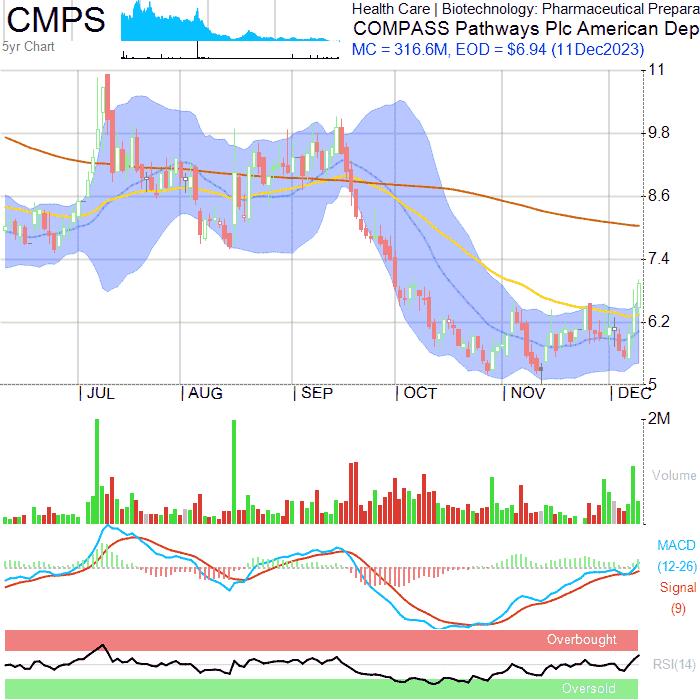 CMPS
5yr Chart
Health Care | Biotechnology: Pharmaceutical Prepara
COMPASS Pathways Plc American Dep
MC = 316.6M, EOD = $6.94 (11Dec2023)
11
9.8
8.6
7.4
6.2
5
JUL AUG SEP OCT NOV DEC
2M
Volume
MACD
(12-26)
Signal
(9)
Overbought
RSI(14)
Oversold